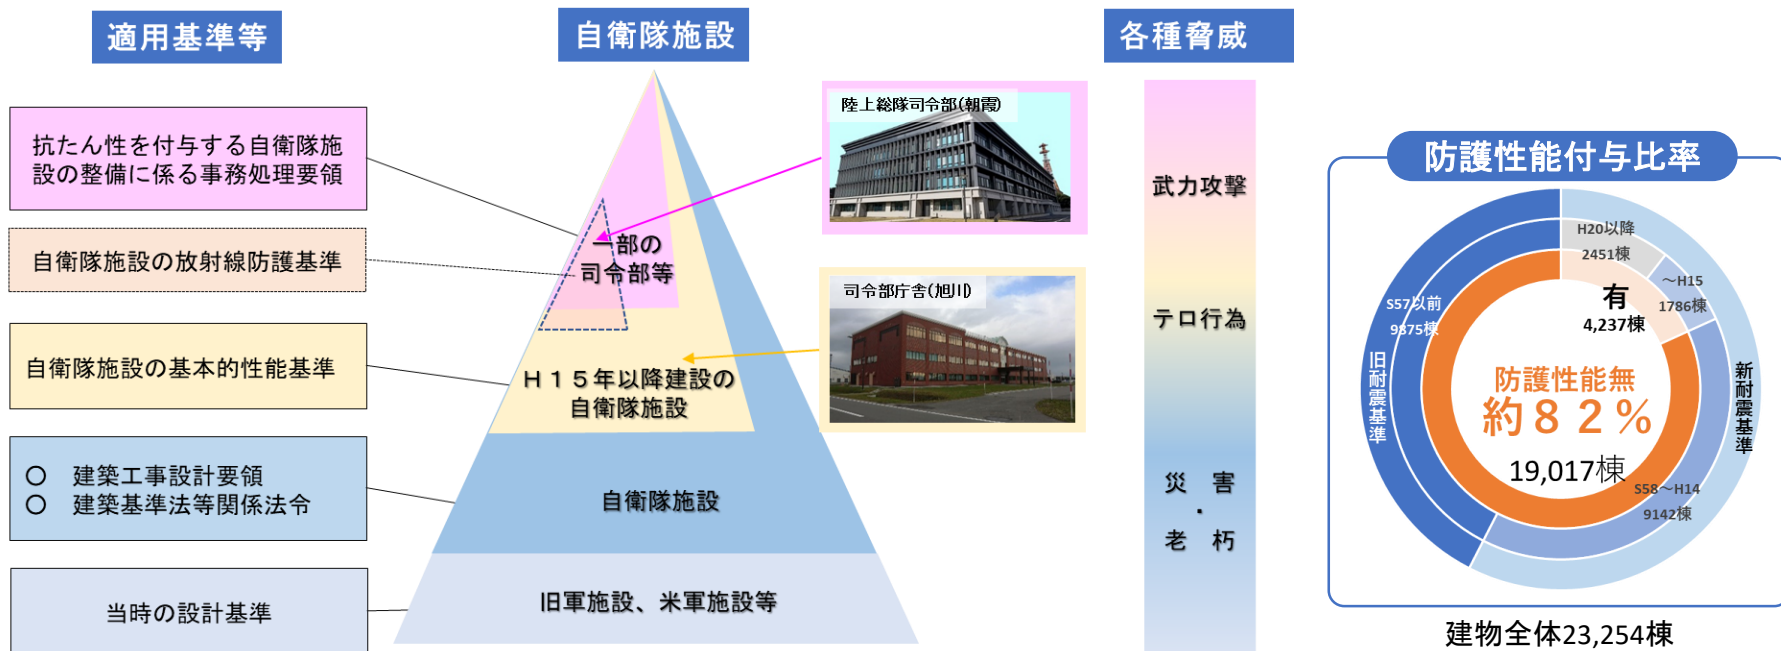 適用基準等
抗たん性を付与する自衛隊施
設の整備に係る事務処理要領
自衛隊施設の放射線防護基準
自衛隊施設の基本的性能基準
〇 建築工事設計要領
〇 建築基準法等関係法令
当時の設計基準
自衛隊施設
一部の
司令部等
H15年以降建設の
自衛隊施設
自衛隊施設
旧軍施設、米軍施設等
陸上総隊司令部(朝霞)
司令部庁舎(旭川)
各種脅威
武力攻撃
テロ行為
災 害
・
老 朽
防護性能付与比率
H20以降
2451棟
~H15
1786棟
有
4,237棟
S57以前
9875棟
旧耐震基準
新耐震基準
防護性能無
約82%
19,017棟
S58~H14
9142棟
建物全体23,254棟